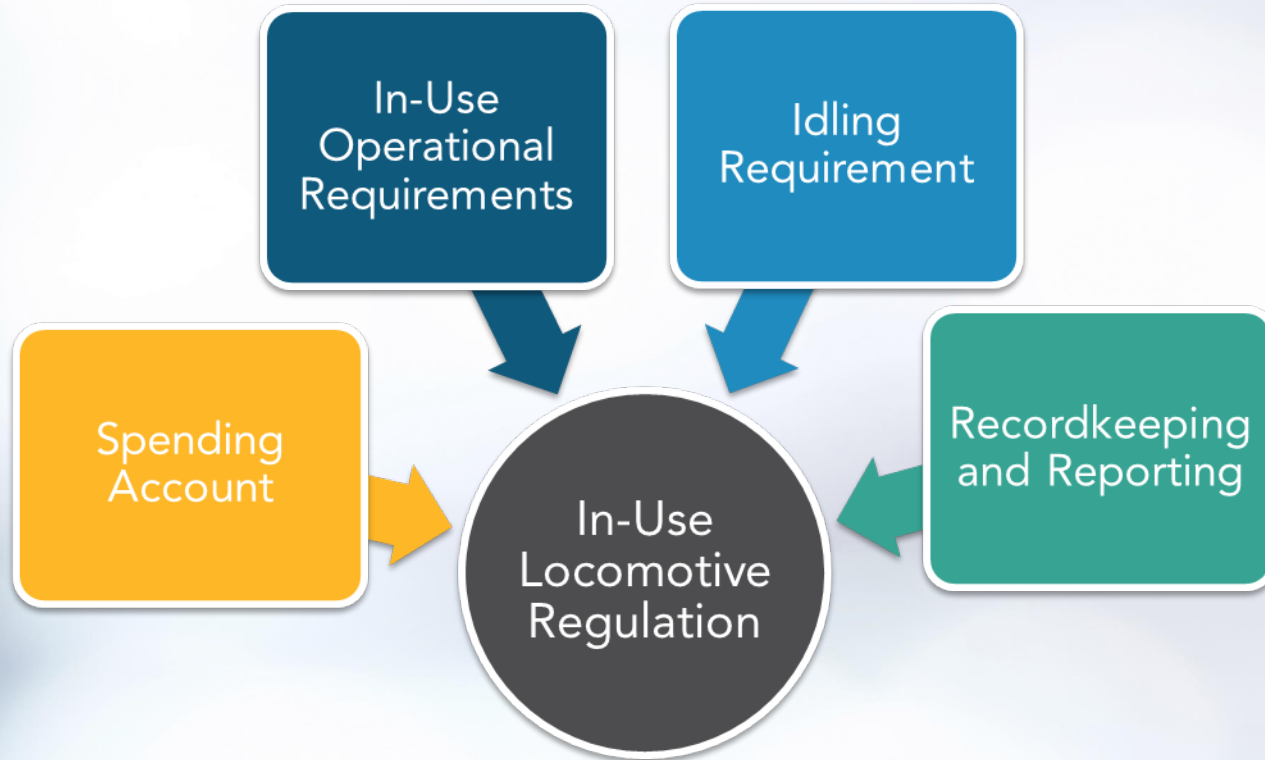 In-Use
Operational
Requirements
Idling
Requirement
Spending
Account
Recordkeeping
and Reporting
In-Use
Locomotive
Regulation